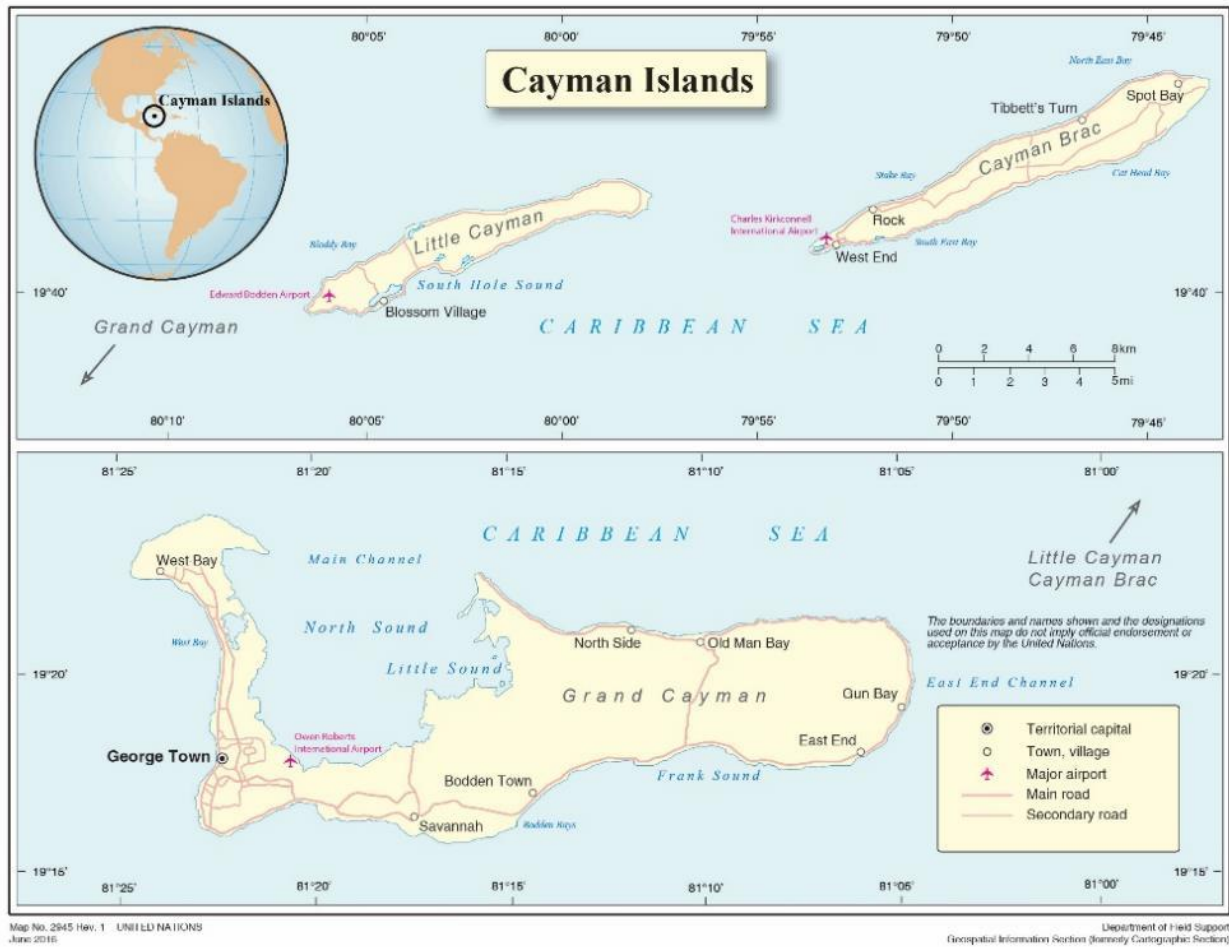 80°05'
80°00'
79°55'
79°50'
79°45'
Cayman Islands
Cayman Islands
North East Bay
Spot Bay
Tibbett's Turn
Cayman Brac
Cat Head Bay
Stake Bay
Charles Kirkconnell
International Airport
Rock
South East Bay
West End
Little Cayman
Bloody Bay
South Hole Sound
Edward Bodden Airport
Blossom Village
19°40'
19°40'
Grand Cayman
CARIBBEAN SEA
0 2 4 6 8km
0 1 2 3 4 5mi
80°10'
80°05'
80°00'
79°55'
79°50'
79°45'
81°25'
81°20'
81°15'
81°10'
81°05'
81°00'
CARIBBEAN SEA
West Bay
Main Channel
Little Cayman
Cayman Brac
North Sound
West Bay
North Side
Old Man Bay
The boundaries and names shown and the designations
used on this map do not imply official endorsement or
acceptance by the United Nations.
Little Sound
19°20'
19°20'
Grand Cayman
Gun Bay
East End Channel
Owen Roberts
International Airport
George Town
East End
Frank Sound
Bodden Town
Savannah
Bodden Bays
Territorial capital
Town, village
Major airport
Main road
Secondary road
19°15'
19°15'
81°25'
81°20'
81°15'
81°10'
81°05'
81°00'
Map No. 2945 Rev. 1 UNITED NATIONS
June 2016
Department of Field Support
Geospatial Information Section (formerly Cartographic Section)